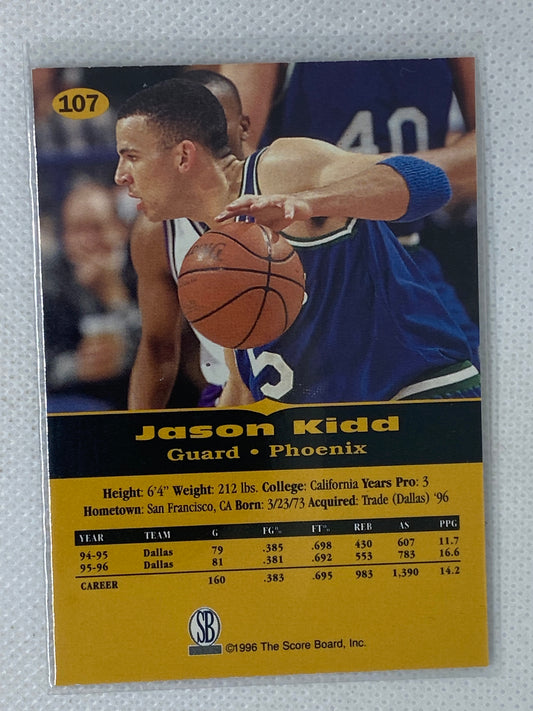 107
40
5
Jason Kidd
Guard • Phoenix
Height: 6'4" Weight: 212 lbs. College: California Years Pro: 3
Hometown: San Francisco, CA Born: 3/23/73 Acquired: Trade (Dallas) '96
YEAR TEAM G FG% FT% REB AS PPG
94-95 Dallas 79 .385 .698 430 607 11.7
95-96 Dallas 81 .381 .692 553 783 16.6
CAREER 160 .383 .695 983 1,390 14.2
SB
©1996 The Score Board, Inc.